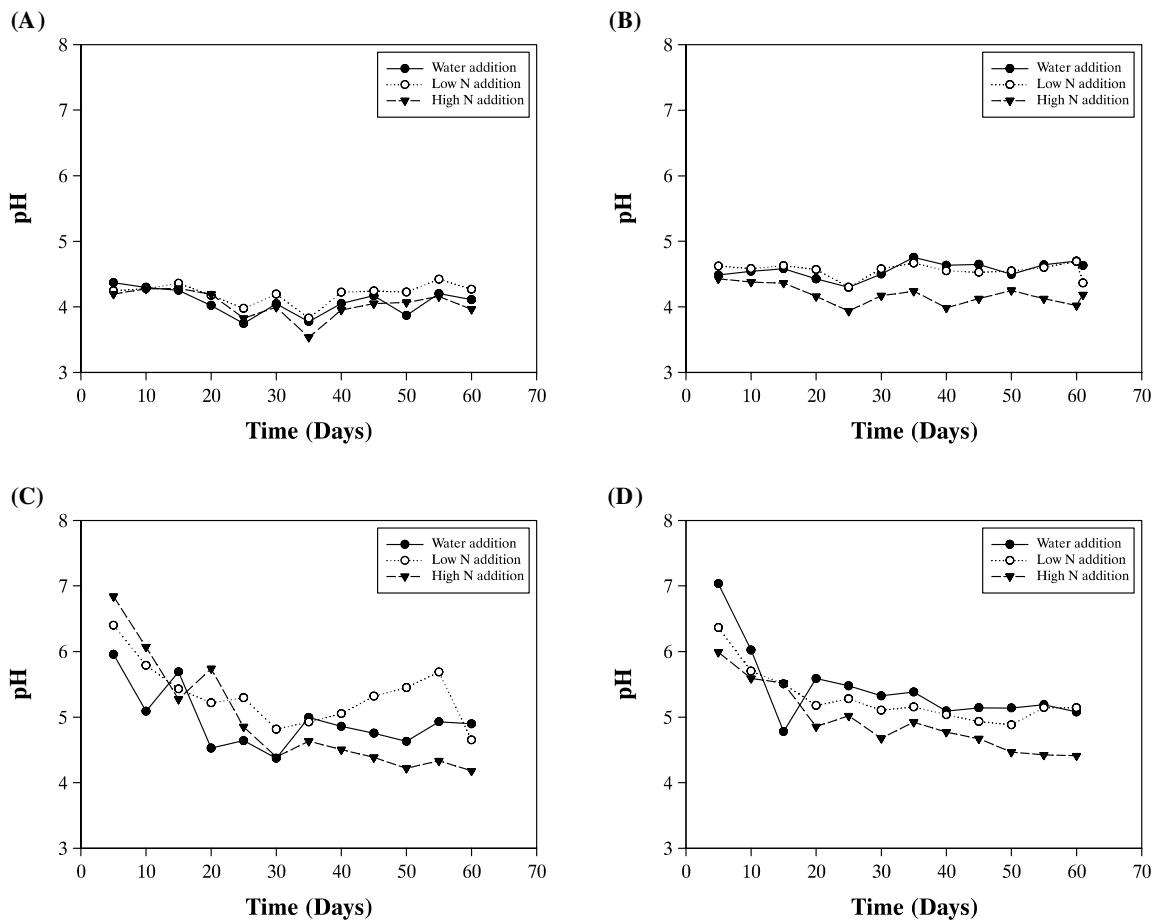 (A)
8
7
6
5
4
3
pH
0 10 20 30 40 50 60 70
Time (Days)
Water addition
Low N addition
High N addition
(B)
8
7
6
5
4
3
pH
0 10 20 30 40 50 60 70
Time (Days)
Water addition
Low N addition
High N addition
(C)
8
7
6
5
4
3
pH
0 10 20 30 40 50 60 70
Time (Days)
Water addition
Low N addition
High N addition
(D)
8
7
6
5
4
3
pH
0 10 20 30 40 50 60 70
Time (Days)
Water addition
Low N addition
High N addition